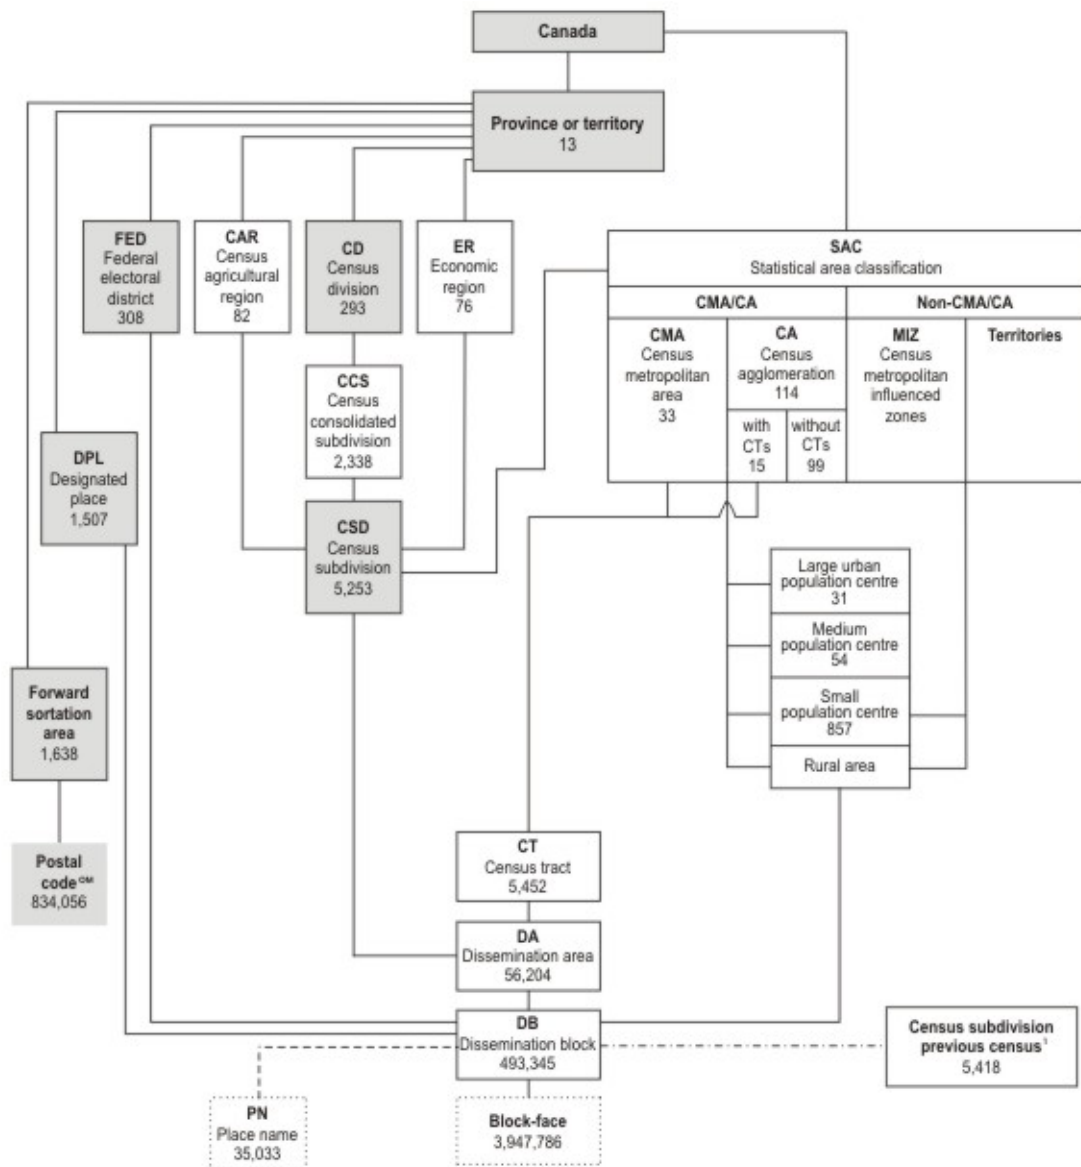 Canada
Province or territory
13
FED
Federal
electoral
district
308
CAR
Census
agricultural
region
82
CD
Census
division
293
ER
Economic
region
76
SAC
Statistical area classification
CMA/CA
Non-CMA/CA
CMA
Census
metropolitan
area
33
CA
Census
agglomeration
114
with
CTs
15
without
CTs
99
MIZ
Census
metropolitan
influenced
zones
Territories
CCS
Census
consolidated
subdivision
2,338
DPL
Designated
place
1,507
CSD
Census
subdivision
5,253
Large urban
population centre
31
Medium
population centre
54
Small
population centre
857
Rural area
Forward
sortation
area
1,638
Postal
code ᴼᴹ
834,056
CT
Census tract
5,452
DA
Dissemination area
56,204
DB
Dissemination block
493,345
Census subdivision
previous census¹
5,418
PN
Place name
35,033
Block-face
3,947,786